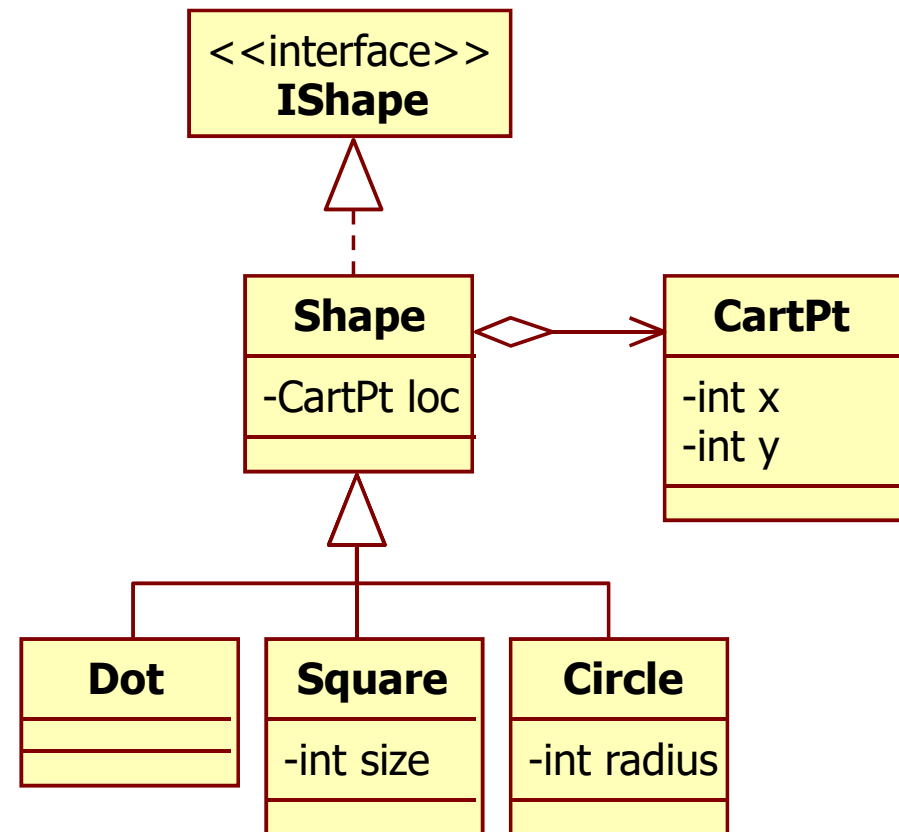 <<interface>>
IShape
Shape
-CartPt loc
CartPt
-int x
-int y
Dot
Square
-int size
Circle
-int radius